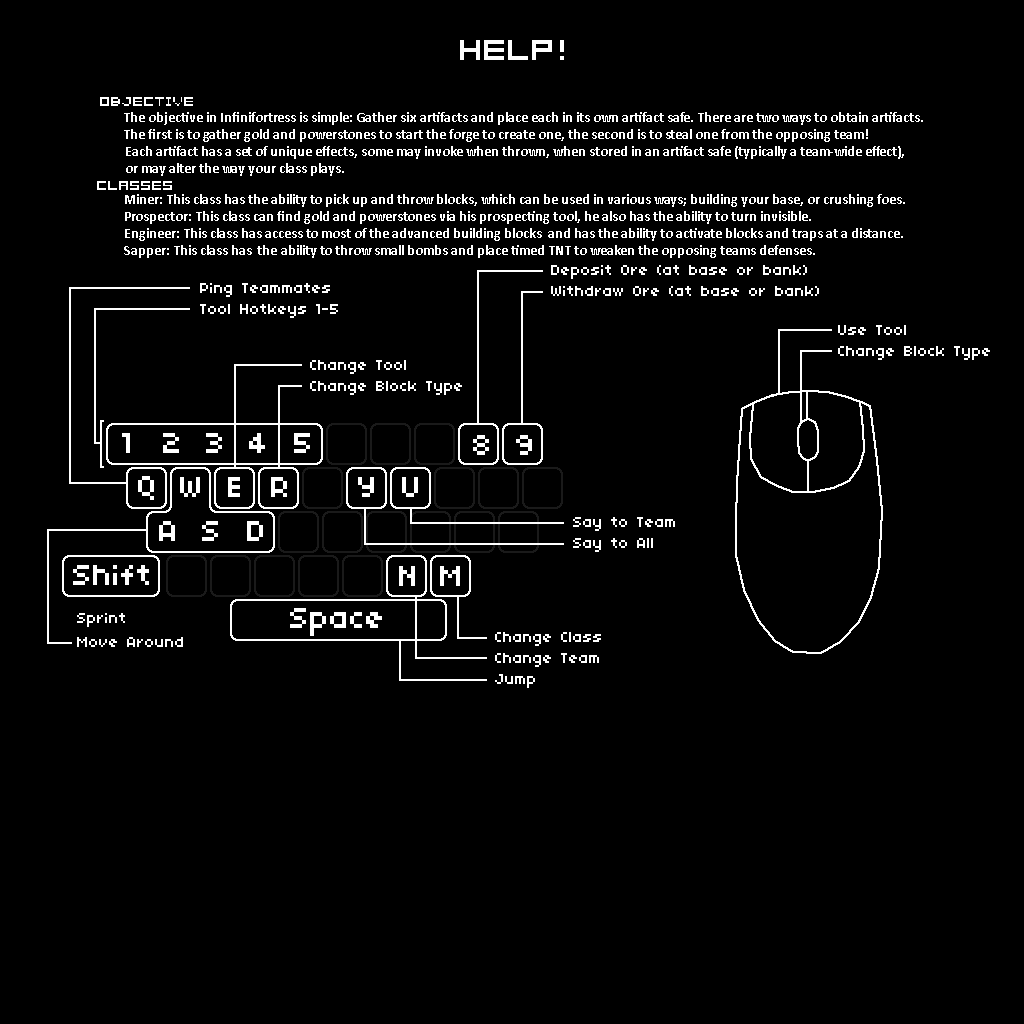 HELP!
OBJECTIVE
The objective in Infinifortress is simple: Gather six artifacts and place each in its own artifact safe. There are two ways to obtain artifacts.
The first is to gather gold and powerstones to start the forge to create one, the second is to steal one from the opposing team!
Each artifact has a set of unique effects, some may invoke when thrown, when stored in an artifact safe (typically a team-wide effect),
or may alter the way your class plays.
CLASSES
Miner: This class has the ability to pick up and throw blocks, which can be used in various ways; building your base, or crushing foes.
Prospector: This class can find gold and powerstones via his prospecting tool, he also has the ability to turn invisible.
Engineer: This class has access to most of the advanced building blocks and has the ability to activate blocks and traps at a distance.
Sapper: This class has the ability to throw small bombs and place timed TNT to weaken the opposing teams defenses.
Deposit Ore (at base or bank)
Withdraw Ore (at base or bank)
Ping Teammates
Tool Hotkeys 1-5
Use Tool
Change Block Type
Change Tool
Change Block Type
1 2 3 4 5 8 9
Q W E R Y U
Say to Team
A S D
Say to All
Shift N M
Sprint
Space
Move Around
Change Class
Change Team
Jump